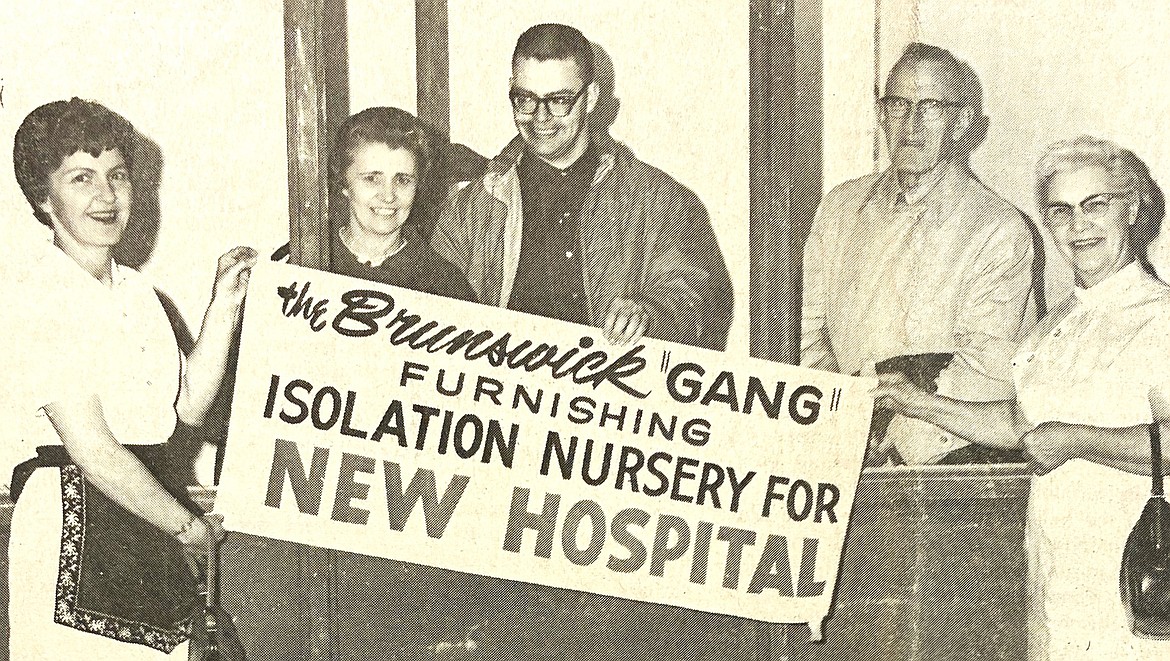 the Brunswick "GANG"
FURNISHING
ISOLATION NURSERY FOR
NEW HOSPITAL